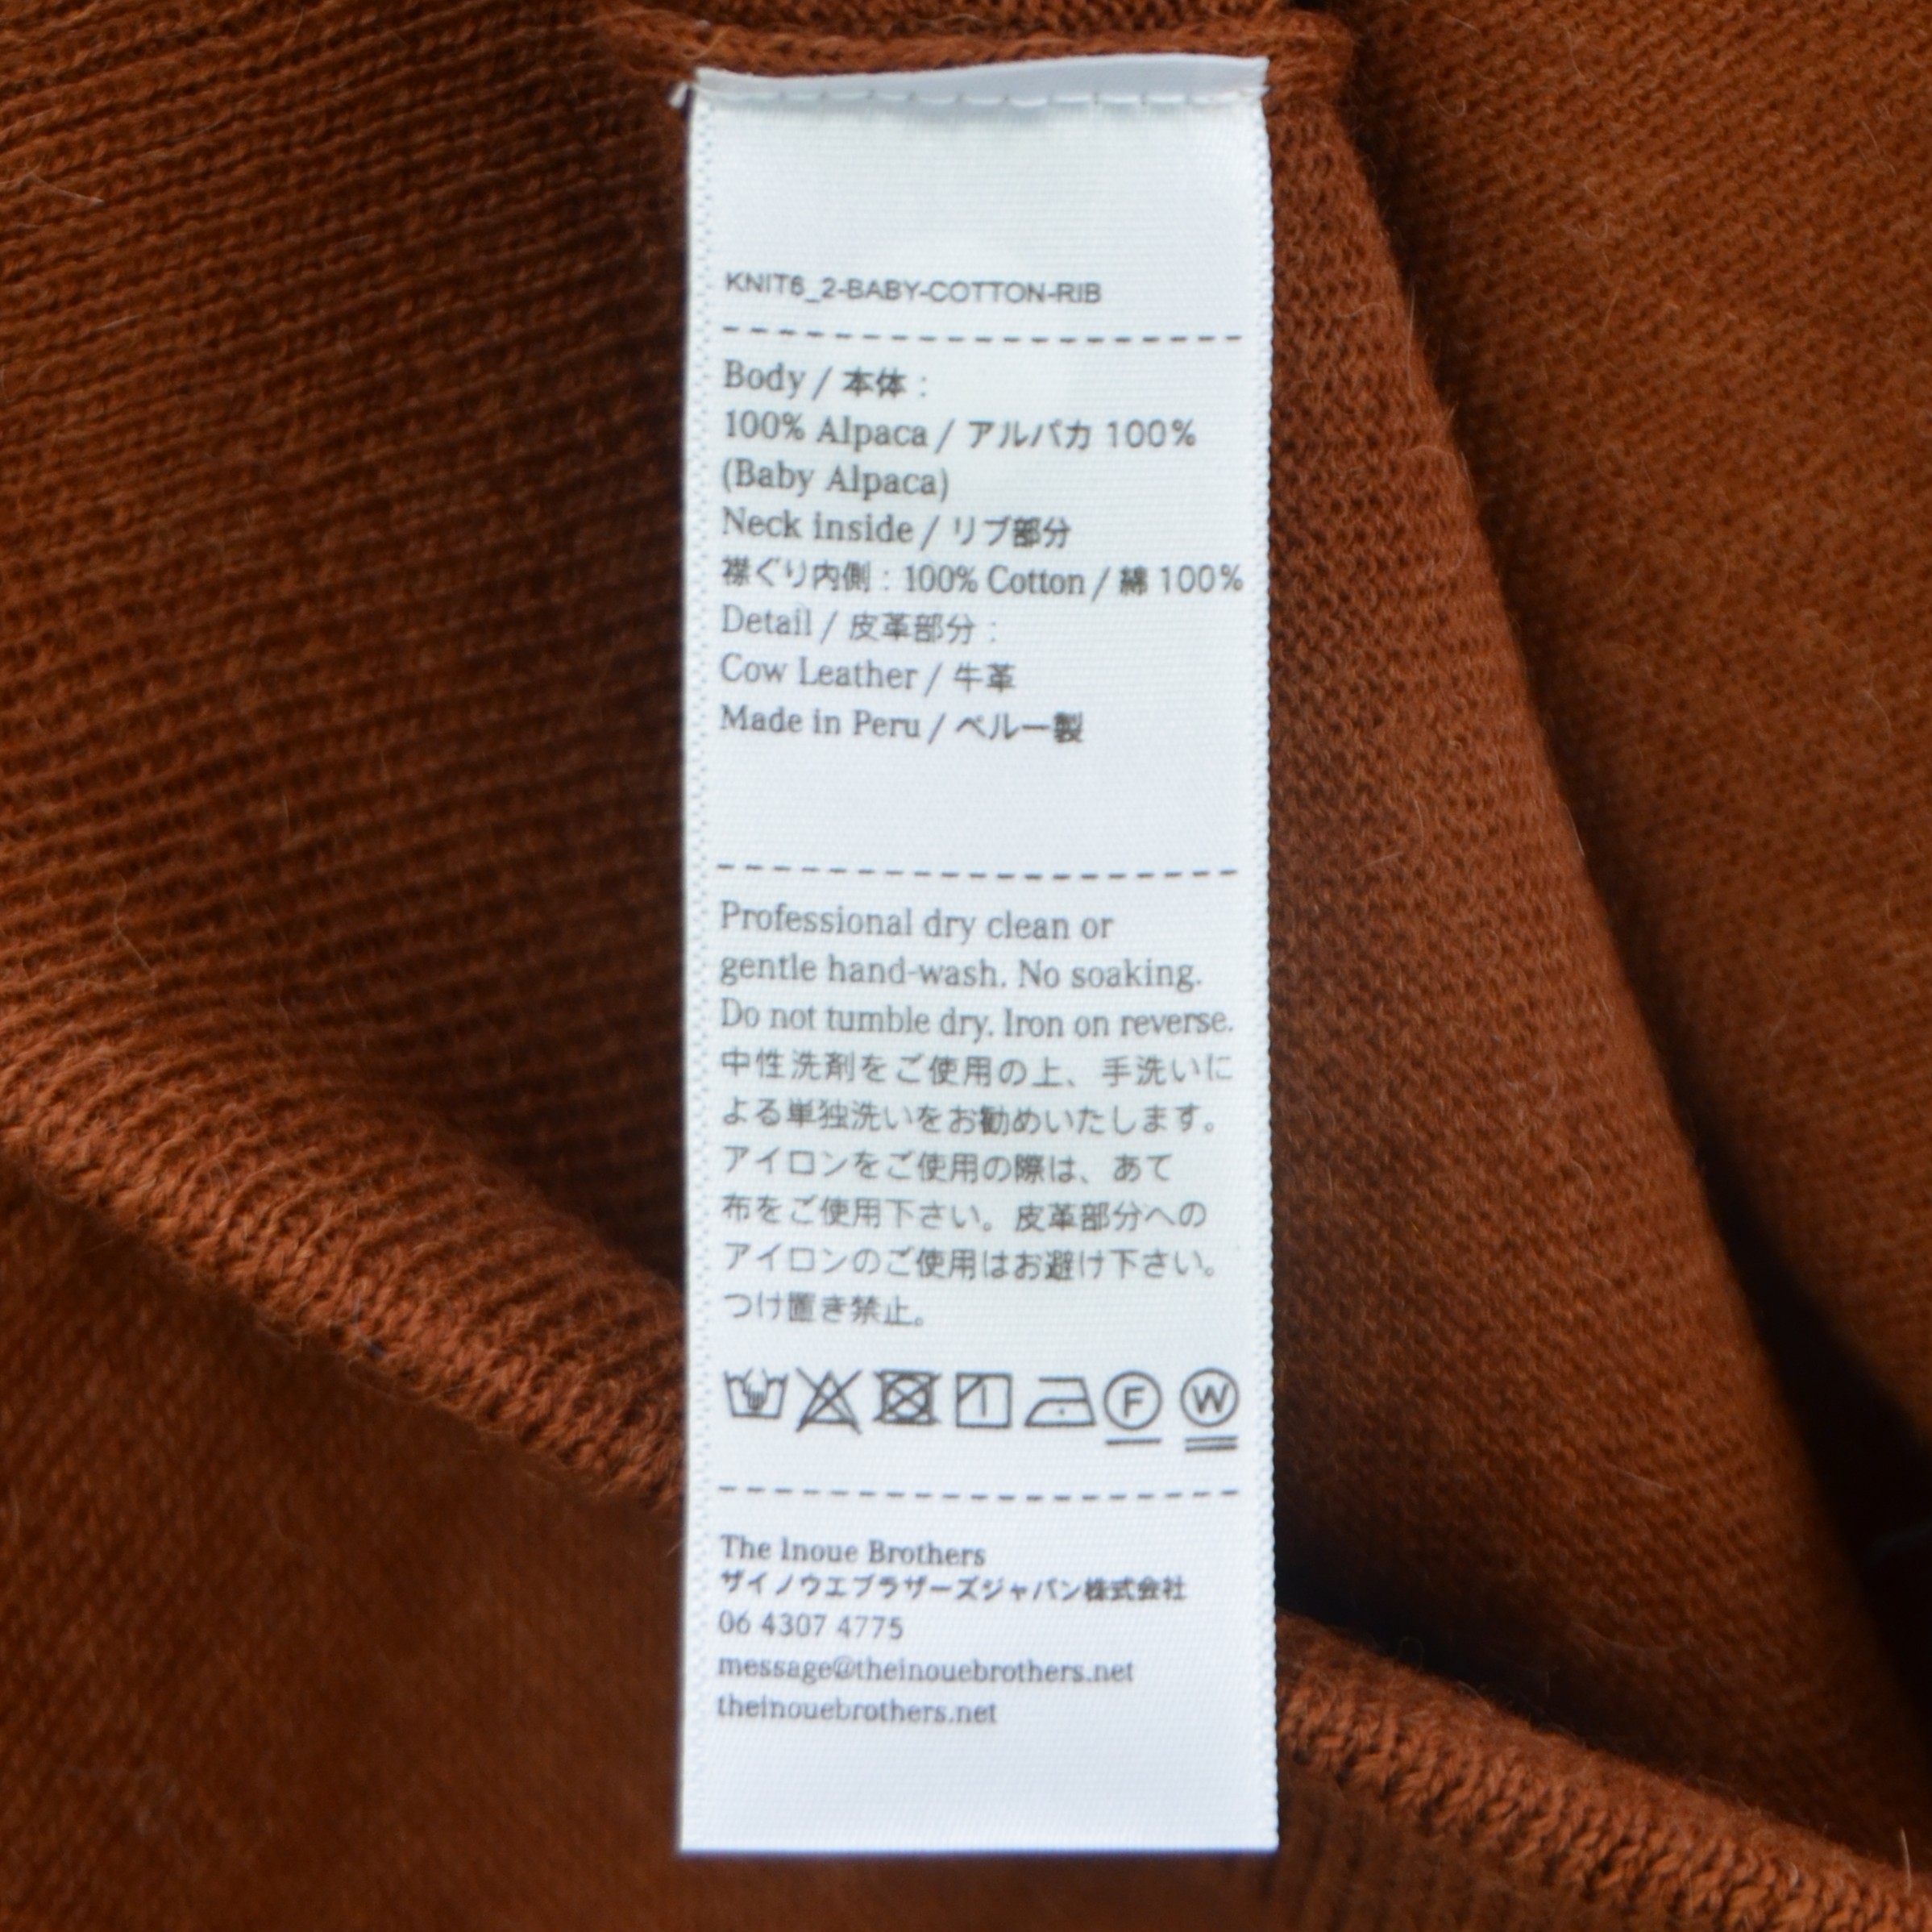 KNIT6_2-BABY-COTTON-RIB
Body / 本体 :
100% Alpaca / アルパカ 100%
(Baby Alpaca)
Neck inside / リブ部分
襟ぐり内側 : 100% Cotton / 綿 100%
Detail / 皮革部分 :
Cow Leather / 牛革
Made in Peru / ペルー製
Professional dry clean or
gentle hand-wash. No soaking.
Do not tumble dry. Iron on reverse.
中性洗剤をご使用の上、手洗いに
よる単独洗いをお勧めいたします。
アイロンをご使用の際は、あて
布をご使用下さい。皮革部分への
アイロンのご使用はお避け下さい。
つけ置き禁止。
F W
The Inoue Brothers
ザイノウエブラザーズジャパン株式会社
06 4307 4775
message@theinouebrothers.net
theinouebrothers.net